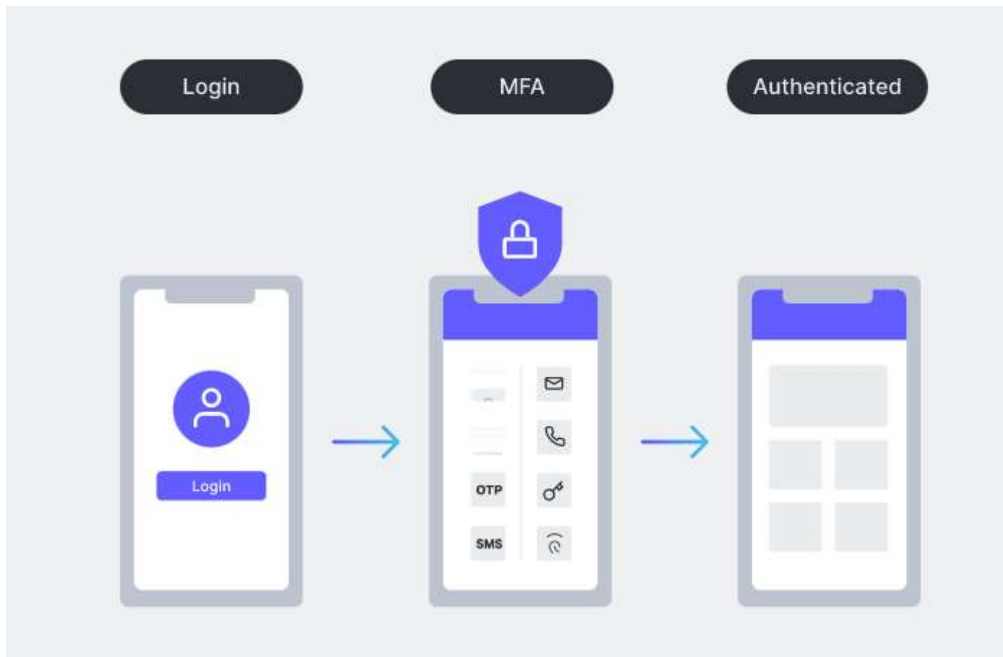 Login
MFA
Authenticated
Login
OTP
SMS